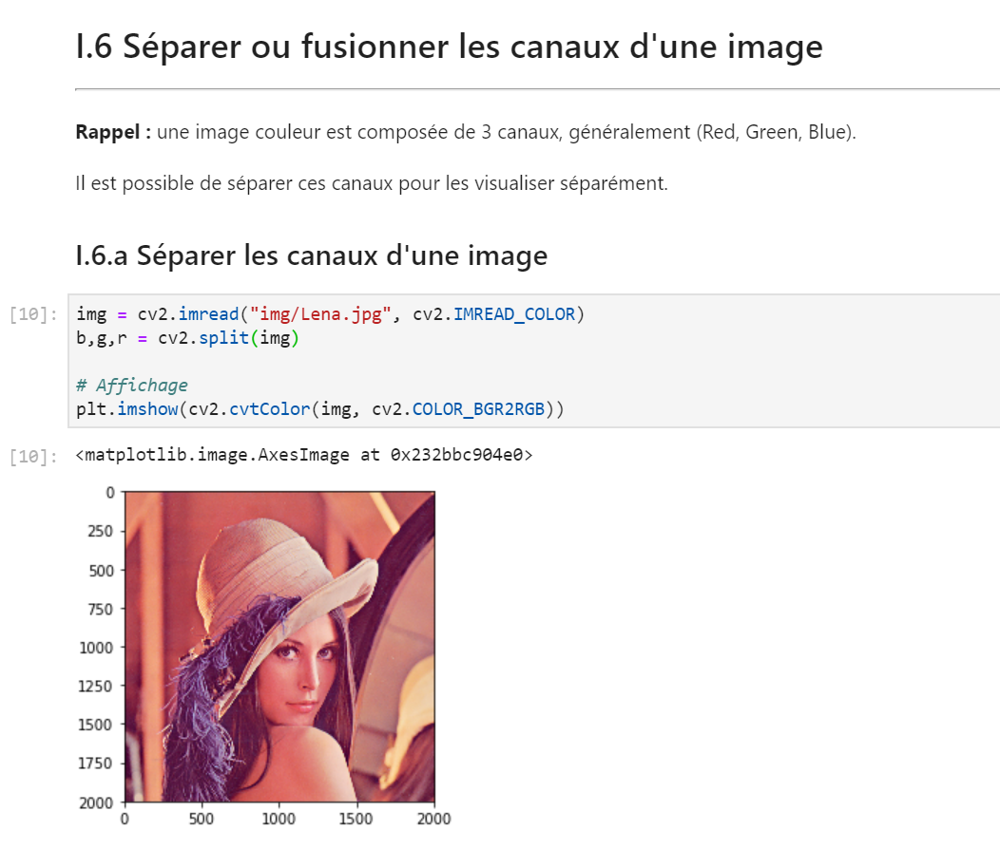 I.6 Séparer ou fusionner les canaux d'une image
Rappel : une image couleur est composée de 3 canaux, généralement (Red, Green, Blue).
Il est possible de séparer ces canaux pour les visualiser séparément.
I.6.a Séparer les canaux d'une image
[10]: img = cv2.imread("img/Lena.jpg", cv2.IMREAD_COLOR)
b,g,r = cv2.split(img)
# Affichage
plt.imshow(cv2.cvtColor(img, cv2.COLOR_BGR2RGB))
[10]: <matplotlib.image.AxesImage at 0x232bbc904e0>
0
250
500
750
1000
1250
1500
1750
2000
0 500 1000 1500 2000